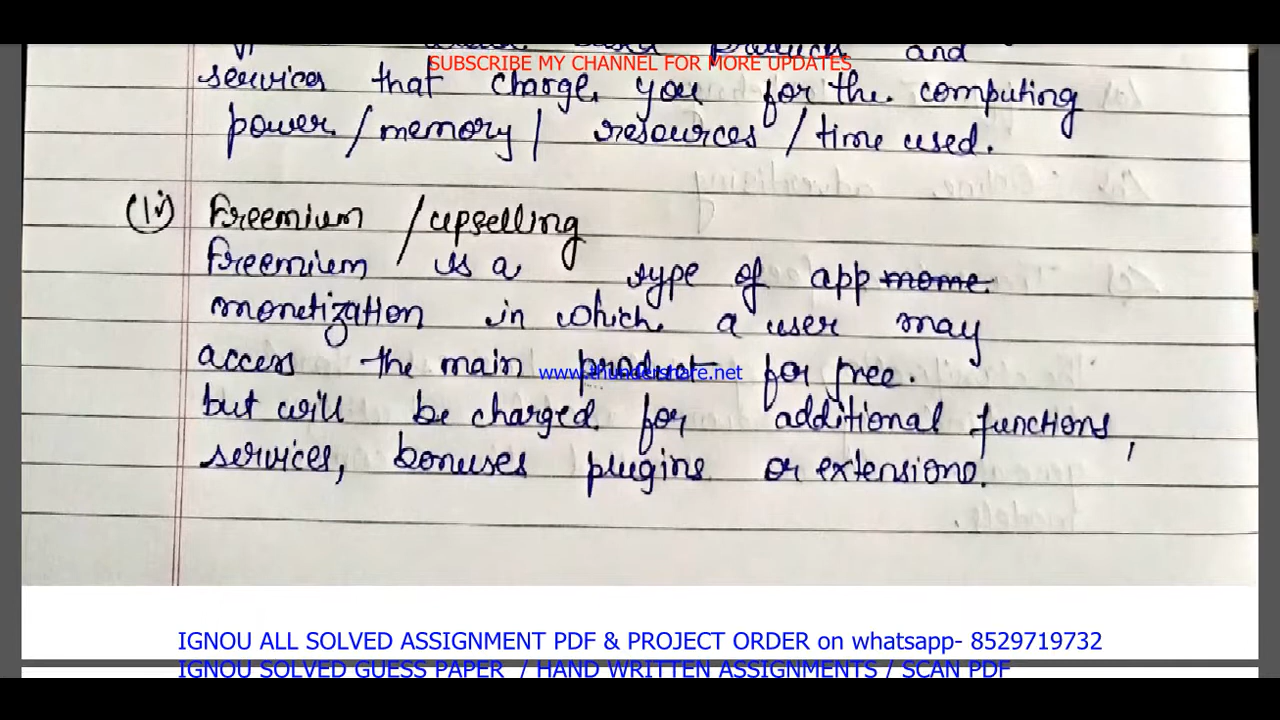 and
SUBSCRIBE MY CHANNEL FOR MORE UPDATES
services that charge you for the computing
power / memory / resources / time used.
(iv) Freemium / upselling
Freemium is a type of app mome
monetization in which a user may
access the main product for free.
www.thundershare.net
but will be charged for additional functions,
services, bonuses plugins or extensions.
IGNOU ALL SOLVED ASSIGNMENT PDF & PROJECT ORDER on whatsapp- 8529719732
IGNOU SOLVED GUESS PAPER / HAND WRITTEN ASSIGNMENTS / SCAN PDF